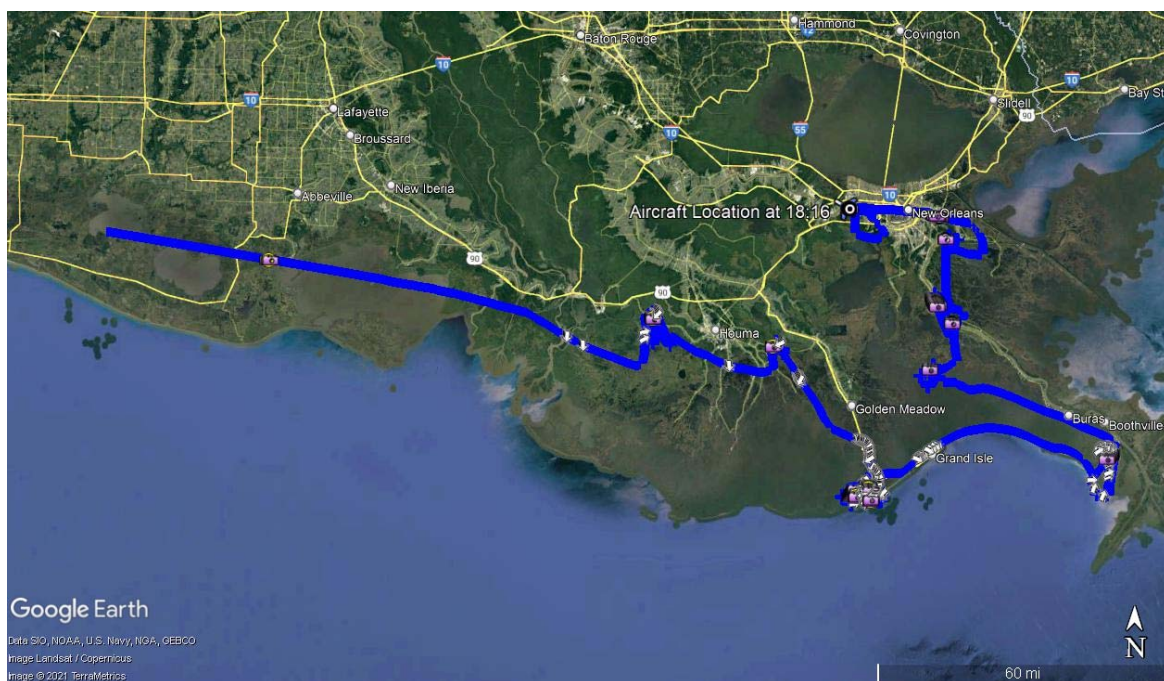 Hammond
12
Covington
Baton Rouge
10
Bay St
10
Slidell
90
Lafayette
10
55
Broussard
Abbeville
New Iberia
10
Aircraft Location at 18:16
New Orleans
90
90
Houma
Golden Meadow
Buras
Boothville
Grand Isle
Google Earth
Data SIO, NOAA, U.S. Navy, NGA, GEBCO
Image Landsat / Copernicus
Image © 2021 TerraMetrics
N
60 mi